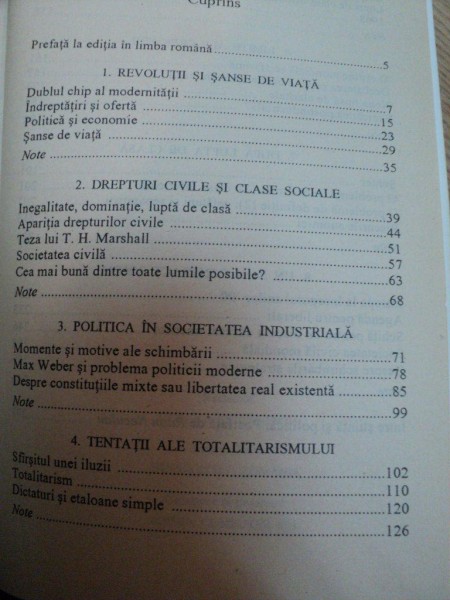 Cuprins
Prefață la ediția în limba română 5
1. REVOLUȚII ȘI ȘANSE DE VIAȚĂ
Dublul chip al modernității 7
Îndreptățiri și ofertă 15
Politică și economie 23
Șanse de viață 29
Note 35
2. DREPTURI CIVILE ȘI CLASE SOCIALE
Inegalitate, dominație, luptă de clasă 39
Apariția drepturilor civile 44
Teza lui T. H. Marshall 51
Societatea civilă 57
Cea mai bună dintre toate lumile posibile? 63
Note 68
3. POLITICA ÎN SOCIETATEA INDUSTRIALĂ
Momente și motive ale schimbării 71
Max Weber și problema politicii moderne 78
Despre constituțiile mixte sau libertatea real existentă 85
Note 99
4. TENTAȚII ALE TOTALITARISMULUI
Sfîrșitul unei iluzii 102
Totalitarism 110
Dictaturi și etaloane simple 120
Note 126